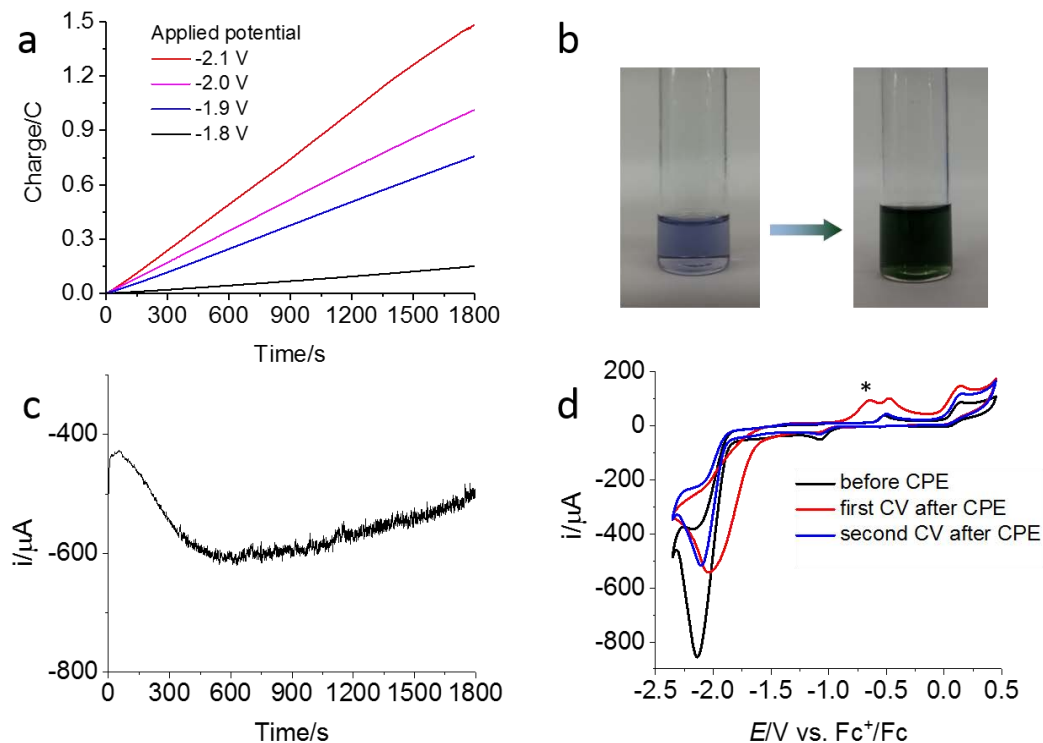 a
Applied potential
-2.1 V
-2.0 V
-1.9 V
-1.8 V
Charge/C
1.5
1.2
0.9
0.6
0.3
0.0
0 300 600 900 1200 1500 1800
Time/s
b
c
i/µA
-400
-600
-800
0 300 600 900 1200 1500 1800
Time/s
d
*
i/µA
200
0
-200
-400
-600
-800
before CPE
first CV after CPE
second CV after CPE
-2.5 -2.0 -1.5 -1.0 -0.5 0.0 0.5
E/V vs. Fc⁺/Fc